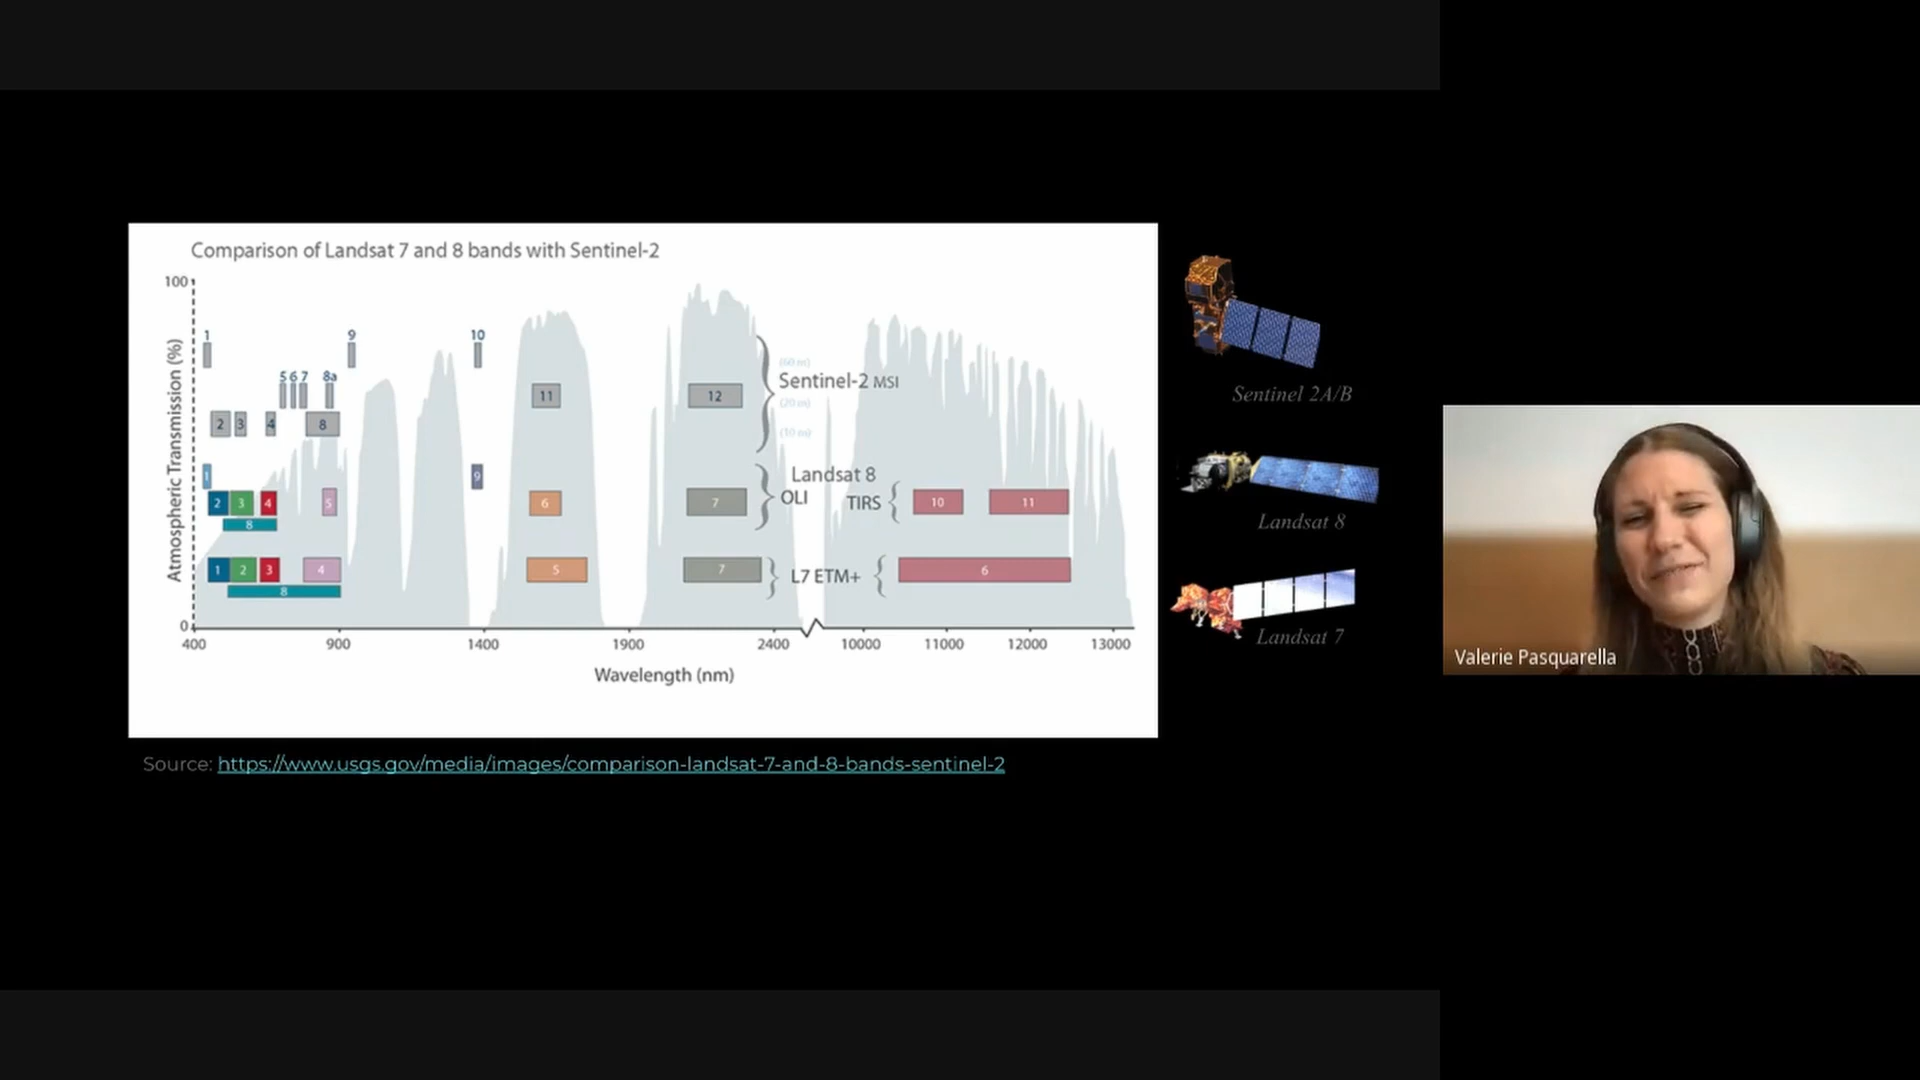 Comparison of Landsat 7 and 8 bands with Sentinel-2
100
Atmospheric Transmission (%)
0
1
9
10
5 6 7 8a
2 3 4 8
11
12
(60 m)
Sentinel-2 MSI
(20 m)
(10 m)
1
9
2 3 4 5
8
6
7
Landsat 8
OLI
TIRS
10
11
1 2 3 4
8
5
7
L7 ETM+
6
400 900 1400 1900 2400 10000 11000 12000 13000
Wavelength (nm)
Sentinel 2A/B
Landsat 8
Landsat 7
Source: https://www.usgs.gov/media/images/comparison-landsat-7-and-8-bands-sentinel-2
Valerie Pasquarella